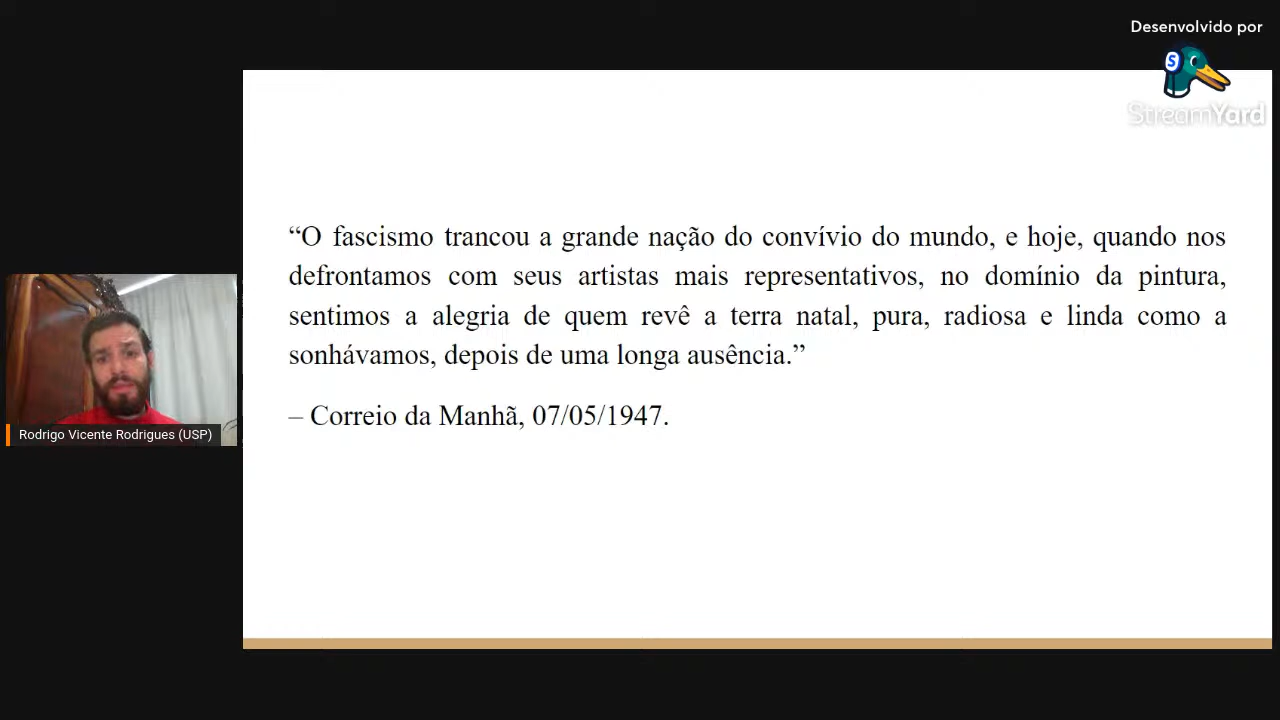 Desenvolvido por
S
StreamYard
“O fascismo trancou a grande nação do convívio do mundo, e hoje, quando nos
defrontamos com seus artistas mais representativos, no domínio da pintura,
sentimos a alegria de quem revê a terra natal, pura, radiosa e linda como a
sonhávamos, depois de uma longa ausência.”
– Correio da Manhã, 07/05/1947.
Rodrigo Vicente Rodrigues (USP)